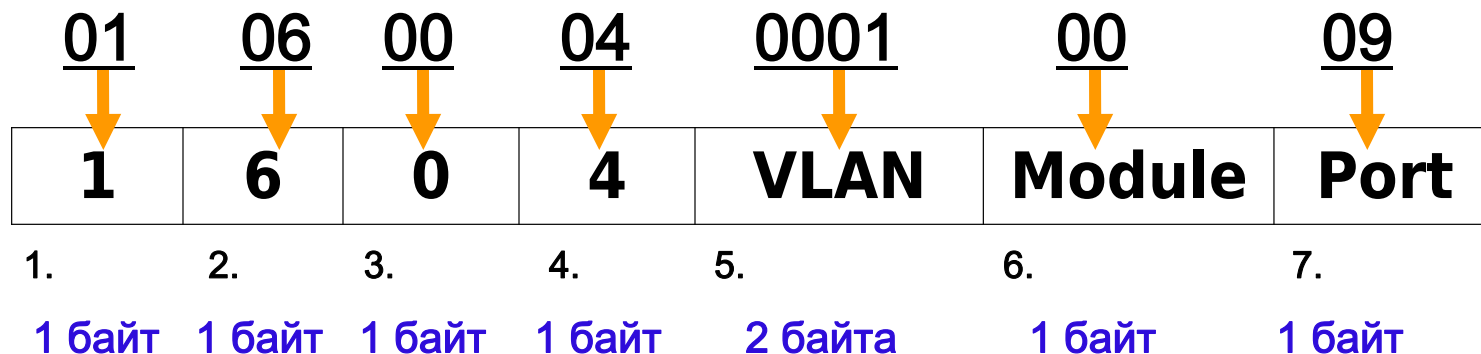 01 06 00 04 0001 00 09
1 6 0 4 VLAN Module Port
1. 2. 3. 4. 5. 6. 7.
1 байт 1 байт 1 байт 1 байт 2 байта 1 байт 1 байт